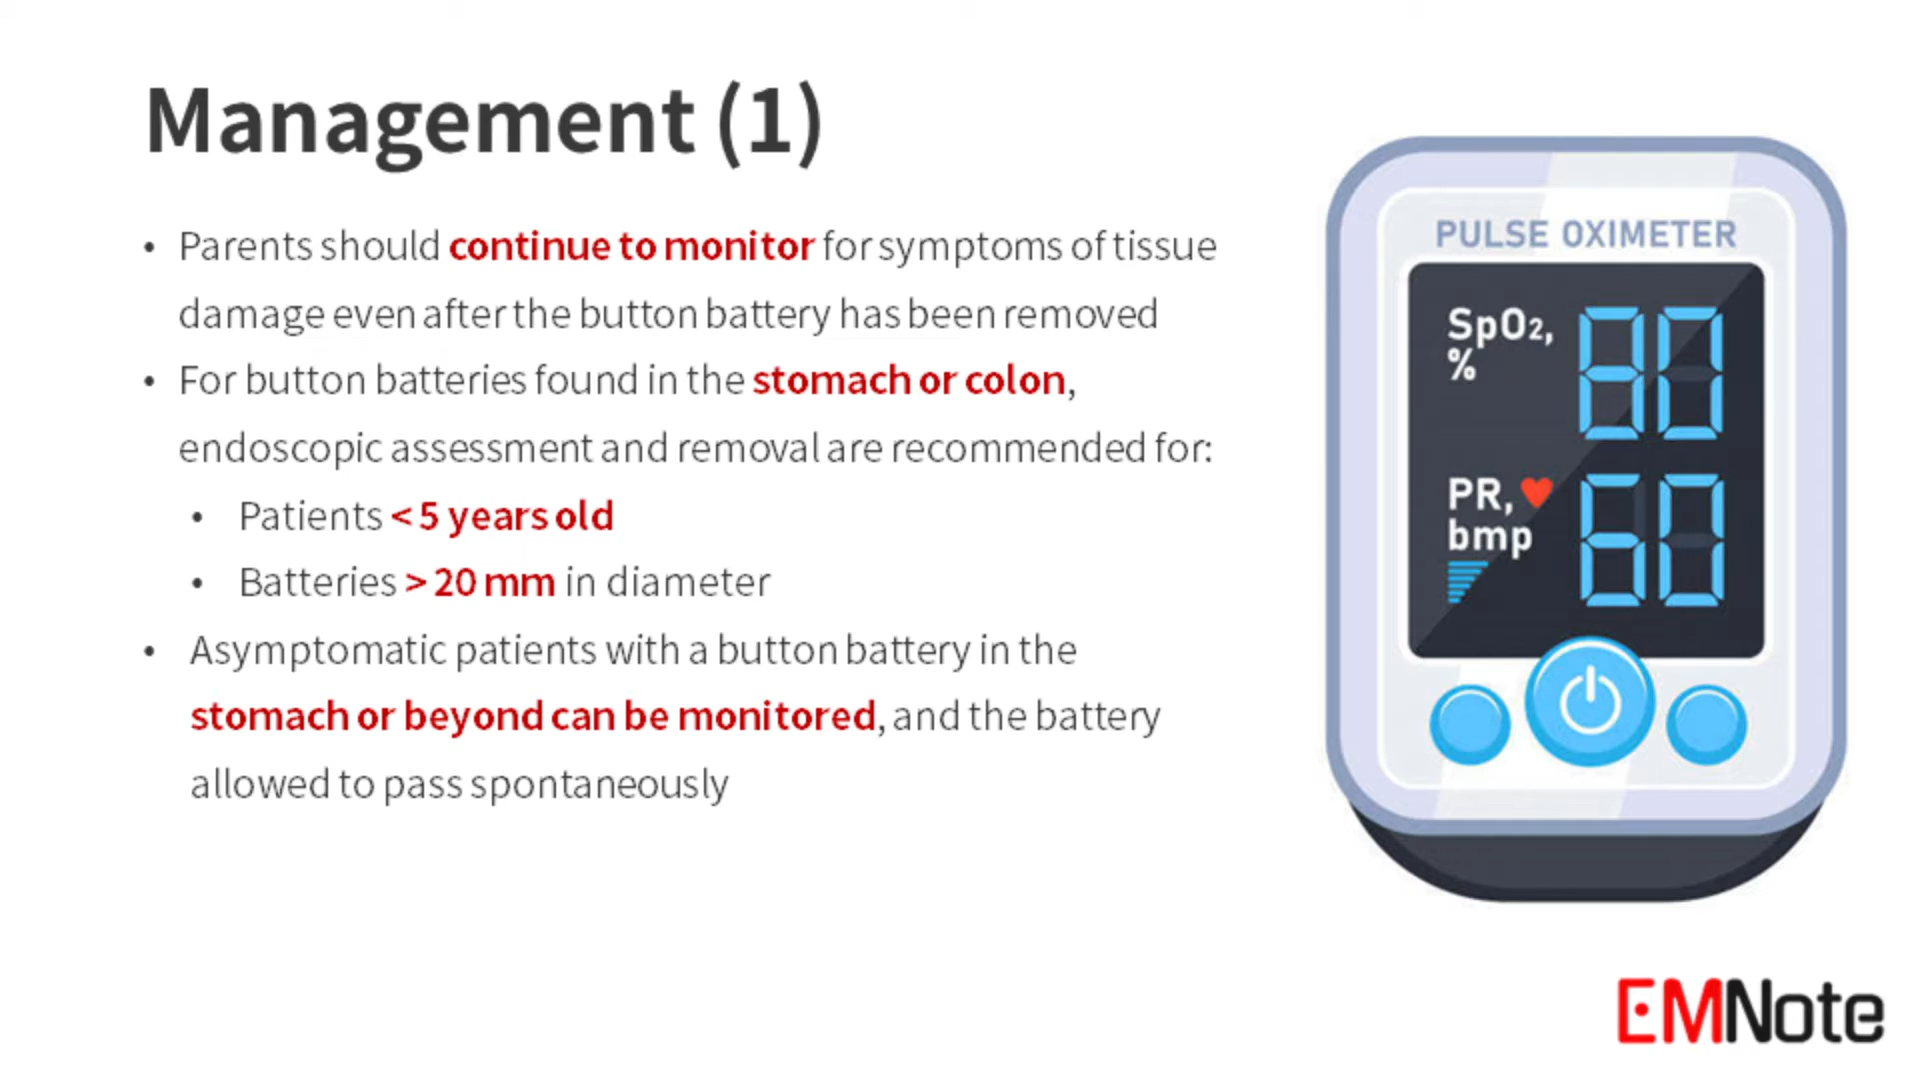 Management (1)
• Parents should continue to monitor for symptoms of tissue
damage even after the button battery has been removed
• For button batteries found in the stomach or colon,
endoscopic assessment and removal are recommended for:
• Patients < 5 years old
• Batteries > 20 mm in diameter
• Asymptomatic patients with a button battery in the
stomach or beyond can be monitored, and the battery
allowed to pass spontaneously
PULSE OXIMETER
SpO2, 80
%
PR, 60
bmp
EMNote